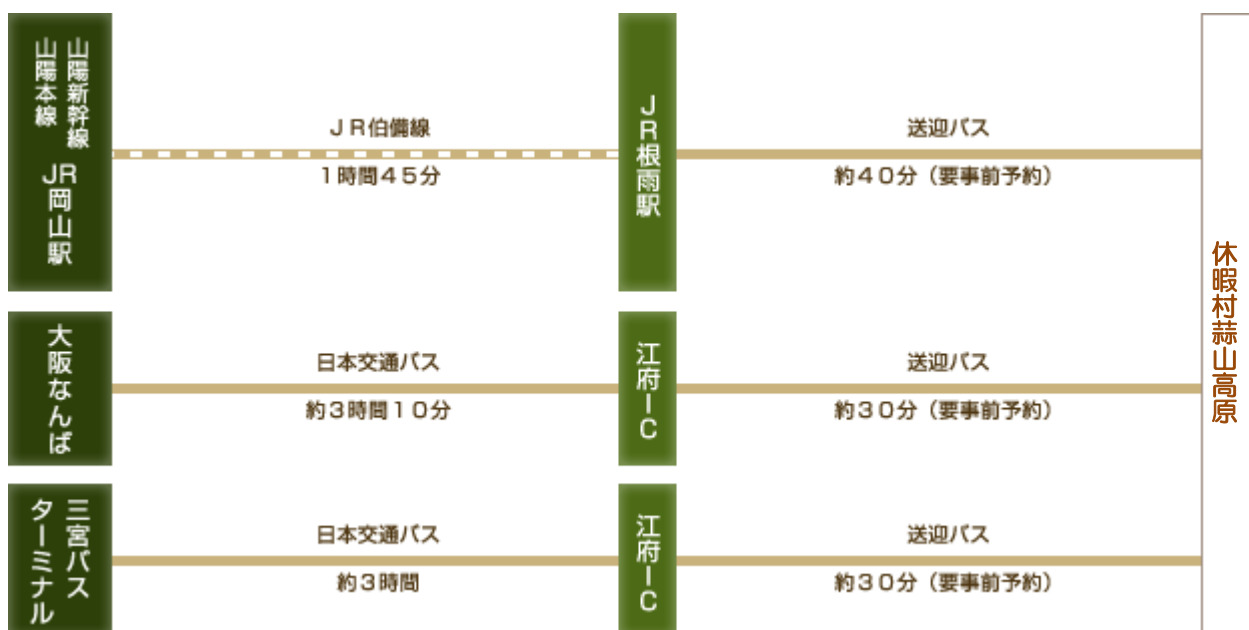 山陽新幹線
山陽本線
JR岡山駅
JR伯備線
1時間45分
JR根雨駅
送迎バス
約40分（要事前予約）
大阪なんば
日本交通バス
約3時間10分
江府IC
送迎バス
約30分（要事前予約）
三宮バス
ターミナル
日本交通バス
約3時間
江府IC
送迎バス
約30分（要事前予約）
休暇村蒜山高原